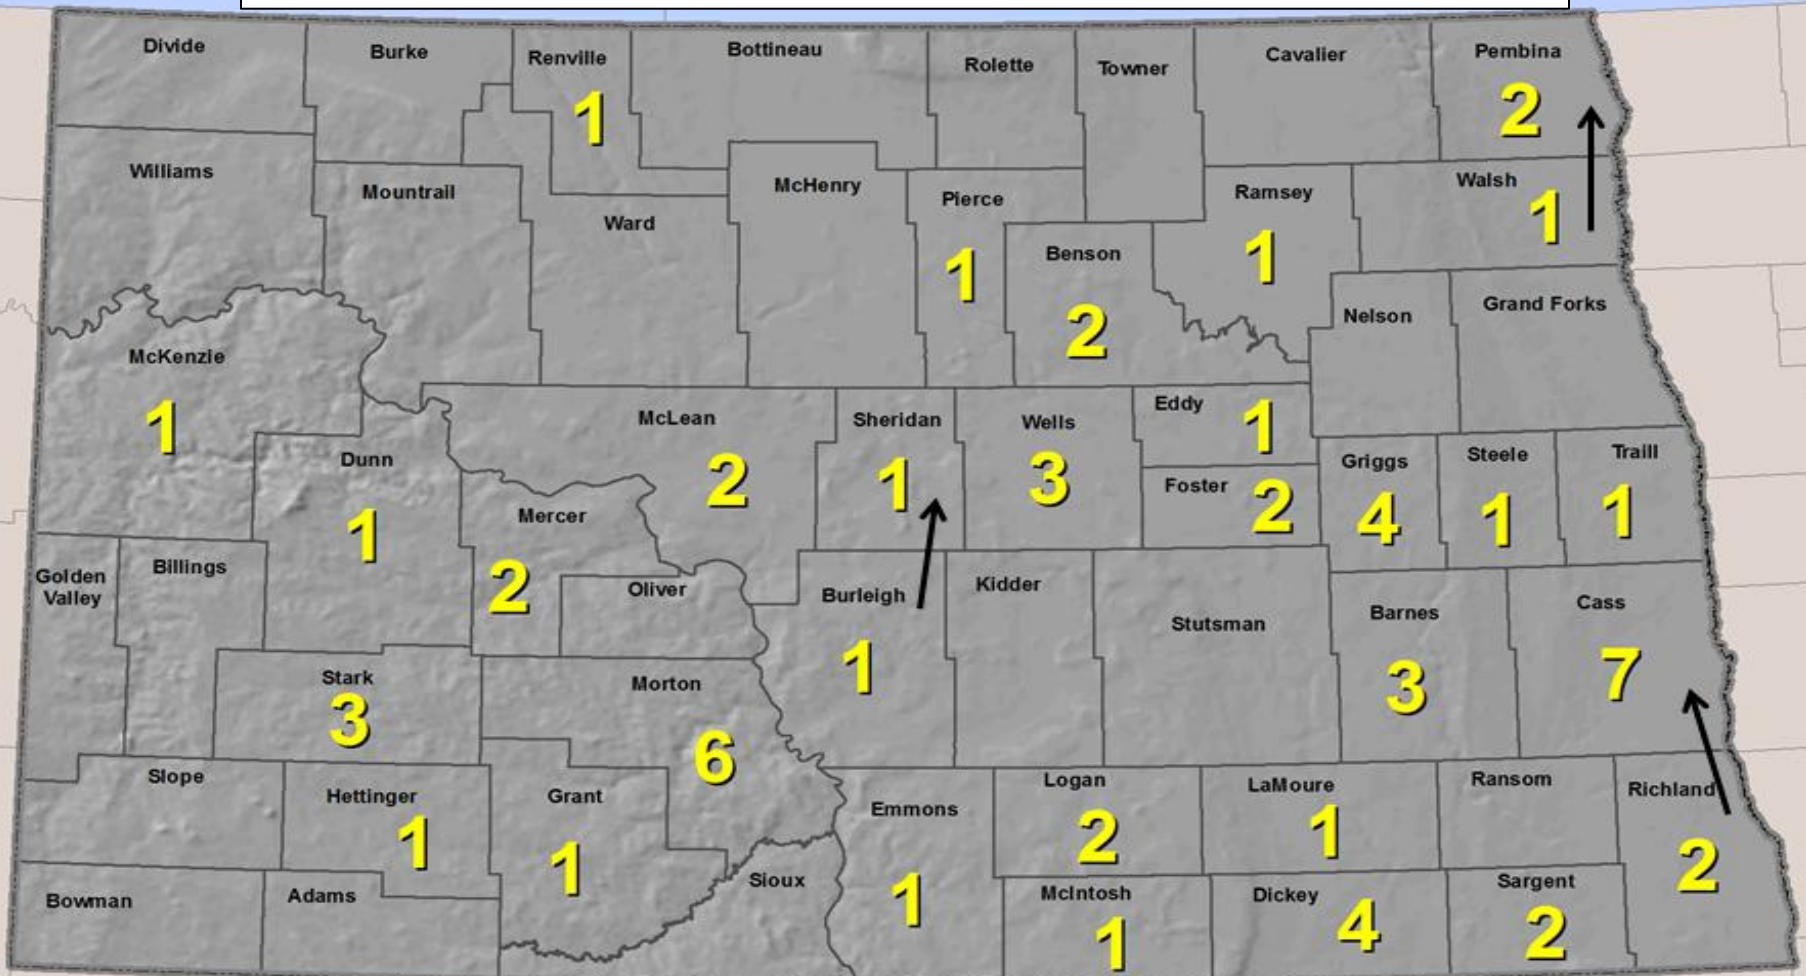 Divide
Burke
Renville
1
Bottineau
Rolette
Towner
Cavalier
Pembina
2
Williams
Mountrail
Ward
McHenry
Pierce
1
Benson
2
Ramsey
1
Walsh
1
Nelson
Grand Forks
McKenzie
1
Dunn
1
McLean
2
Sheridan
1
Wells
3
Eddy
1
Foster
2
Griggs
4
Steele
1
Traill
1
Golden
Valley
Billings
Mercer
2
Oliver
Burleigh
1
Kidder
Stutsman
Barnes
3
Cass
7
Stark
3
Morton
6
Slope
Hettinger
1
Grant
1
Emmons
1
Logan
2
LaMoure
1
Ransom
Richland
2
Bowman
Adams
Sioux
McIntosh
1
Dickey
4
Sargent
2